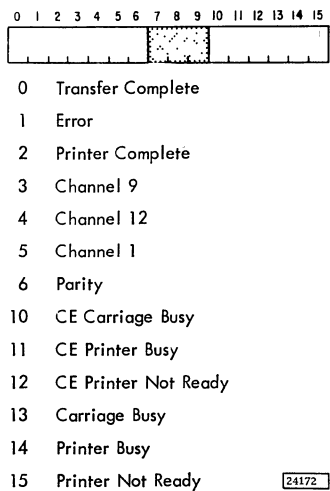 0 1 2 3 4 5 6 7 8 9 10 11 12 13 14 15
0 Transfer Complete
1 Error
2 Printer Complete
3 Channel 9
4 Channel 12
5 Channel 1
6 Parity
10 CE Carriage Busy
11 CE Printer Busy
12 CE Printer Not Ready
13 Carriage Busy
14 Printer Busy
15 Printer Not Ready 24172